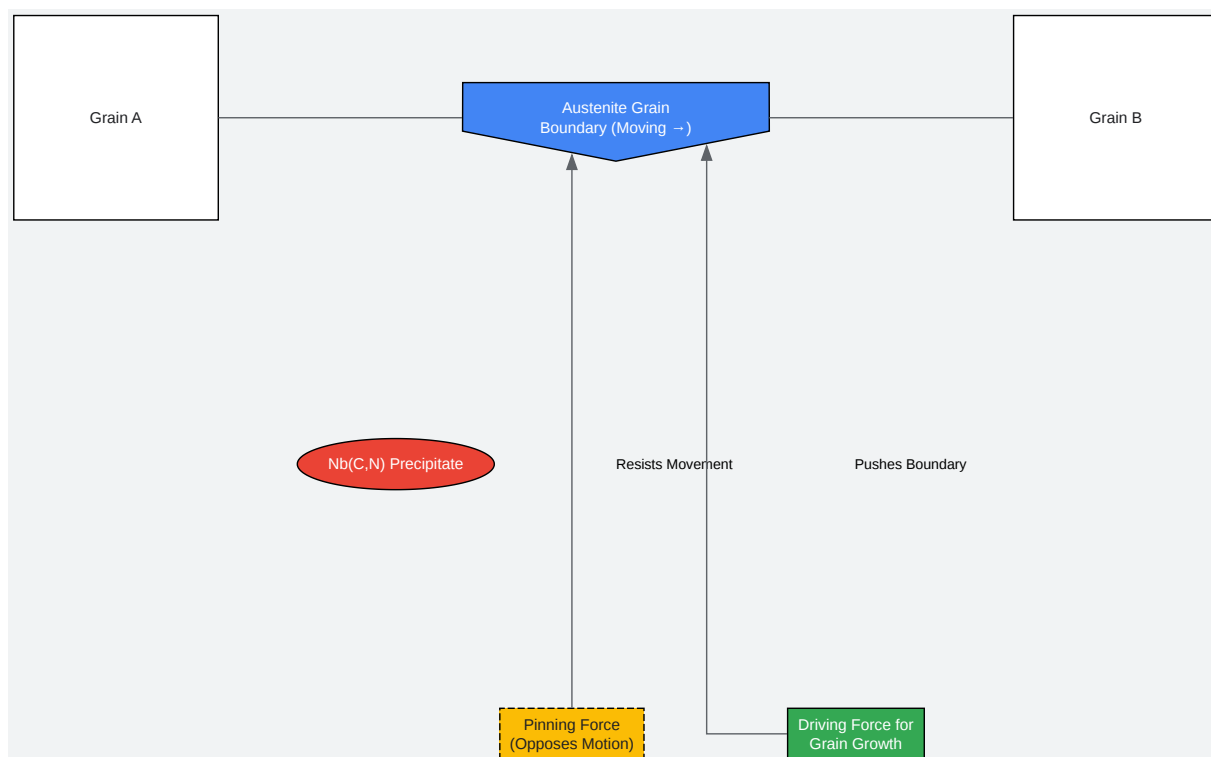 Grain A
Austenite Grain
Boundary (Moving →)
Grain B
Nb(C,N) Precipitate
Resists Movement
Pushes Boundary
Pinning Force
(Opposes Motion)
Driving Force for
Grain Growth